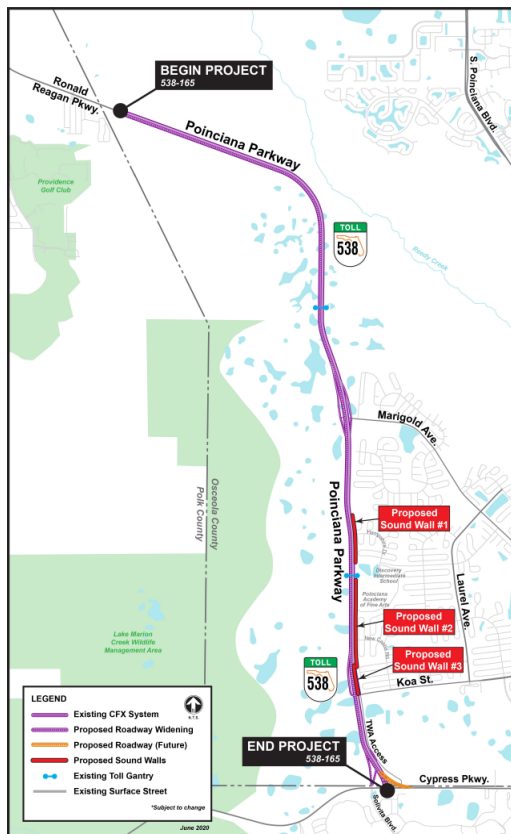 BEGIN PROJECT
538-165
Ronald
Reagan Pkwy.
S. Poinciana Blvd.
Poinciana Parkway
Providence
Golf Club
TOLL
538
Reedy Creek
Marigold Ave.
Osceola County
Polk County
Poinciana Parkway
Proposed
Sound Wall #1
Discovery
Intermediate
School
Laurel Ave.
Poinciana
Academy
of Fine Arts
Proposed
Sound Wall #2
Lake Marion
Creek Wildlife
Management Area
Proposed
Sound Wall #3
TOLL
538
Koa St.
TWA Access
END PROJECT
538-165
Cypress Pkwy.
Solivita Blvd.
LEGEND
N.T.S.
Existing CFX System
Proposed Roadway Widening
Proposed Roadway (Future)
Proposed Sound Walls
Existing Toll Gantry
Existing Surface Street
*Subject to change
June 2020